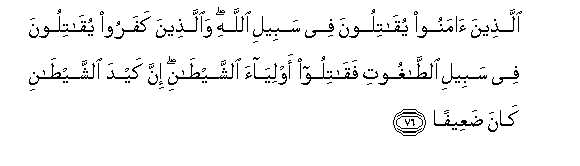 ٱلَّذِينَ ءَامَنُوا۟ يُقَـٰتِلُونَ فِى سَبِيلِ ٱللَّهِ ۖ وَٱلَّذِينَ كَفَرُوا۟ يُقَـٰتِلُونَ
فِى سَبِيلِ ٱلطَّـٰغُوتِ فَقَـٰتِلُوٓا۟ أَوْلِيَآءَ ٱلشَّيْطَـٰنِ ۖ إِنَّ كَيْدَ ٱلشَّيْطَـٰنِ
كَانَ ضَعِيفًا ٧٦